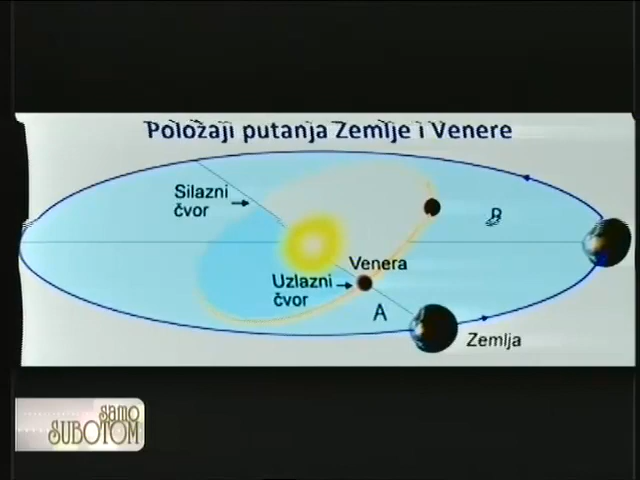 Položaji putanja Zemlje i Venere
Silazni
čvor
B
Venera
Uzlazni
čvor
A
Zemlja
samo
SUBOTOM